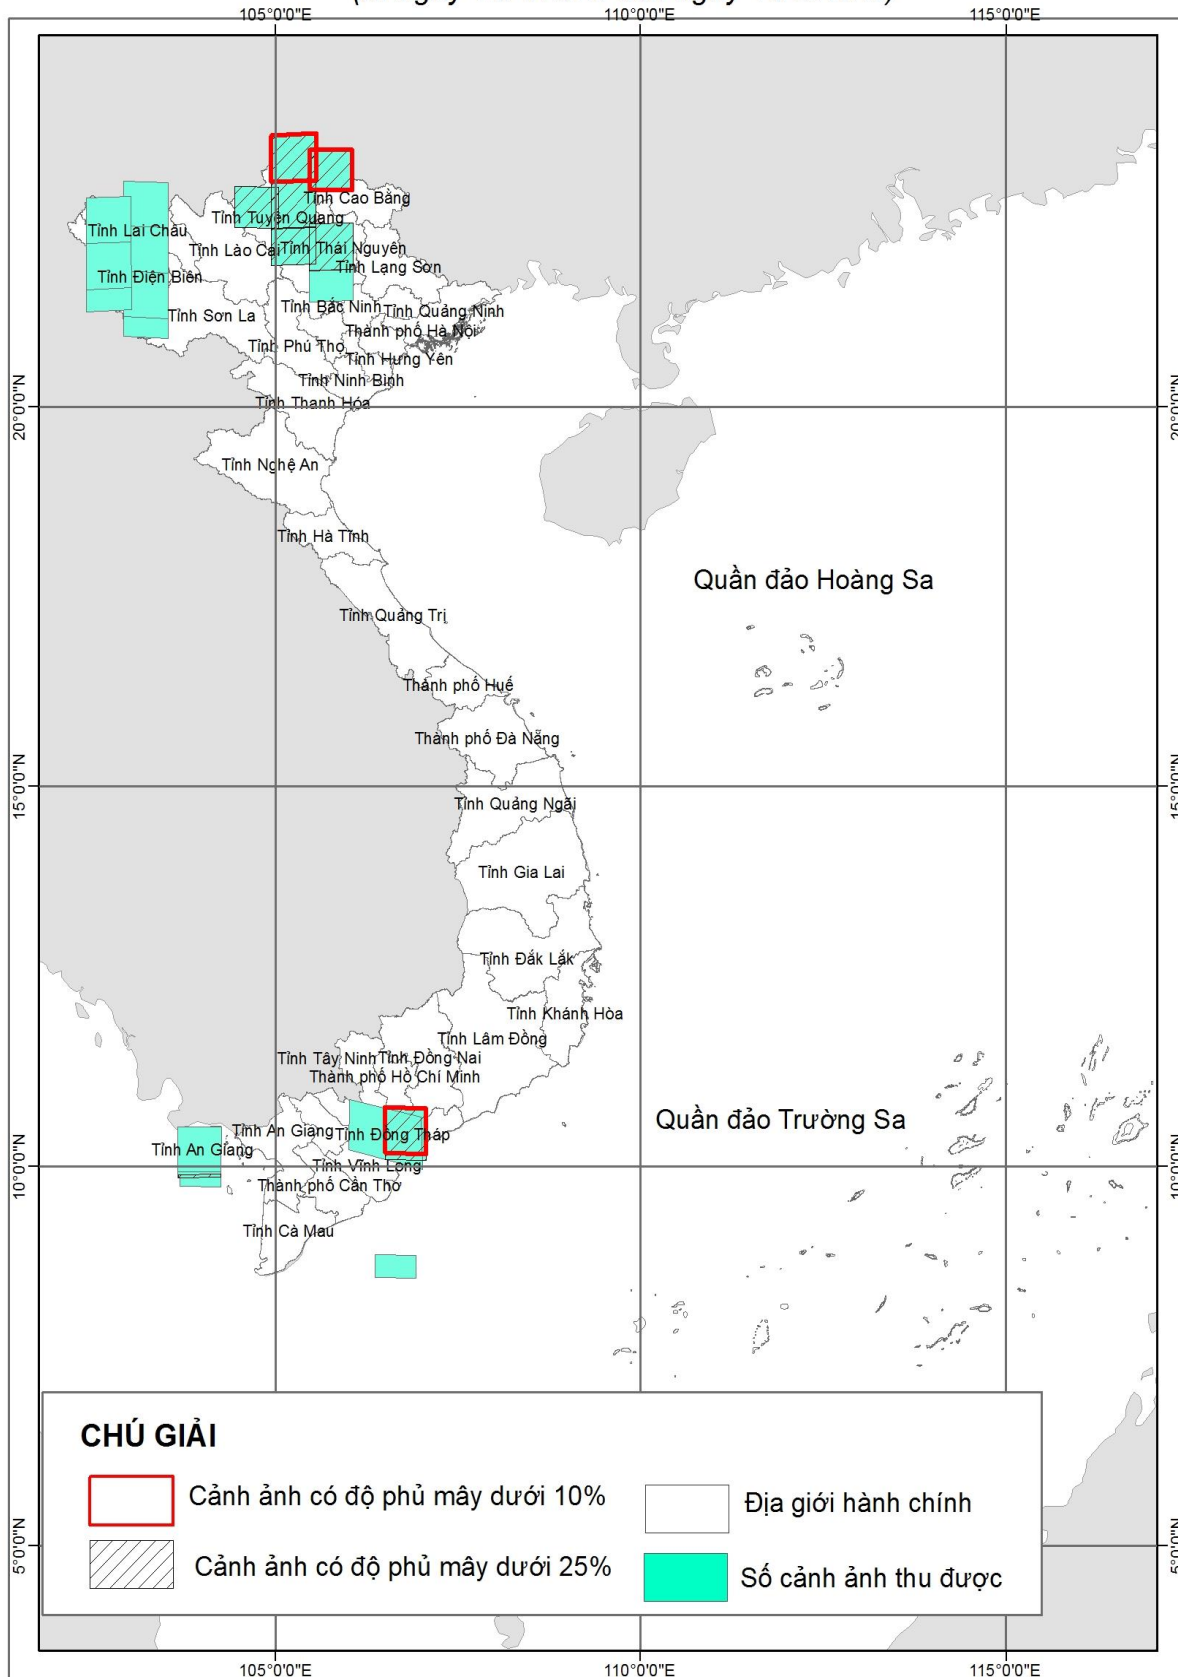 105°0'0"E 110°0'0"E 115°0'0"E
Tỉnh Cao Bằng
Tỉnh Tuyên Quang
Tỉnh Lai Châu
Tỉnh Lào Cai
Tỉnh Thái Nguyên
Tỉnh Lạng Sơn
Tỉnh Điện Biên
Tỉnh Bắc Ninh
Tỉnh Quảng Ninh
Tỉnh Sơn La
Thành phố Hà Nội
Tỉnh Phú Thọ
Tỉnh Hưng Yên
Tỉnh Ninh Bình
Tỉnh Thanh Hóa
20°0'0"N 20°0'0"N
Tỉnh Nghệ An
Tỉnh Hà Tĩnh
Quần đảo Hoàng Sa
Tỉnh Quảng Trị
Thành phố Huế
Thành phố Đà Nẵng
15°0'0"N 15°0'0"N
Tỉnh Quảng Ngãi
Tỉnh Gia Lai
Tỉnh Đắk Lắk
Tỉnh Khánh Hòa
Tỉnh Lâm Đồng
Tỉnh Tây Ninh
Tỉnh Đồng Nai
Thành phố Hồ Chí Minh
Quần đảo Trường Sa
Tỉnh An Giang
Tỉnh Đồng Tháp
Tỉnh An Giang
Tỉnh Vĩnh Long
10°0'0"N 10°0'0"N
Thành phố Cần Thơ
Tỉnh Cà Mau
CHÚ GIẢI
Cảnh ảnh có độ phủ mây dưới 10%
Địa giới hành chính
Cảnh ảnh có độ phủ mây dưới 25%
Số cảnh ảnh thu được
5°0'0"N 5°0'0"N
105°0'0"E 110°0'0"E 115°0'0"E